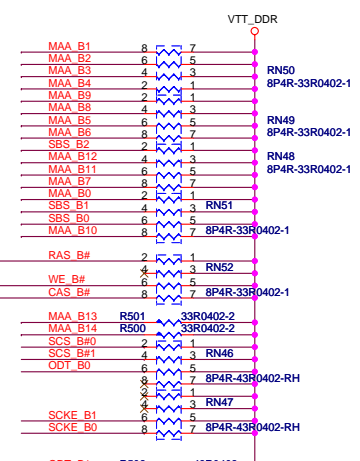 VTT_DDR
MAA_B1 8 7
MAA_B2 6 5
MAA_B3 4 3 RN50
MAA_B4 2 1 8P4R-33R0402-1
MAA_B9 2 1
MAA_B8 4 3
MAA_B5 6 5 RN49
MAA_B6 8 7 8P4R-33R0402-1
SBS_B2 2 1
MAA_B12 4 3 RN48
MAA_B11 6 5 8P4R-33R0402-1
MAA_B7 8 7
MAA_B0 2 1
SBS_B1 4 3 RN51
SBS_B0 6 5
MAA_B10 8 7 8P4R-33R0402-1
RAS_B# 2 1
4 3 RN52
WE_B# 6 5
CAS_B# 8 7 8P4R-33R0402-1
MAA_B13 R501 33R0402-2
MAA_B14 R500 33R0402-2
SCS_B#0 2 1
SCS_B#1 4 3 RN46
ODT_B0 6 5
8 7 8P4R-43R0402-RH
2 1
4 3 RN47
SCKE_B1 6 5
SCKE_B0 8 7 8P4R-43R0402-RH